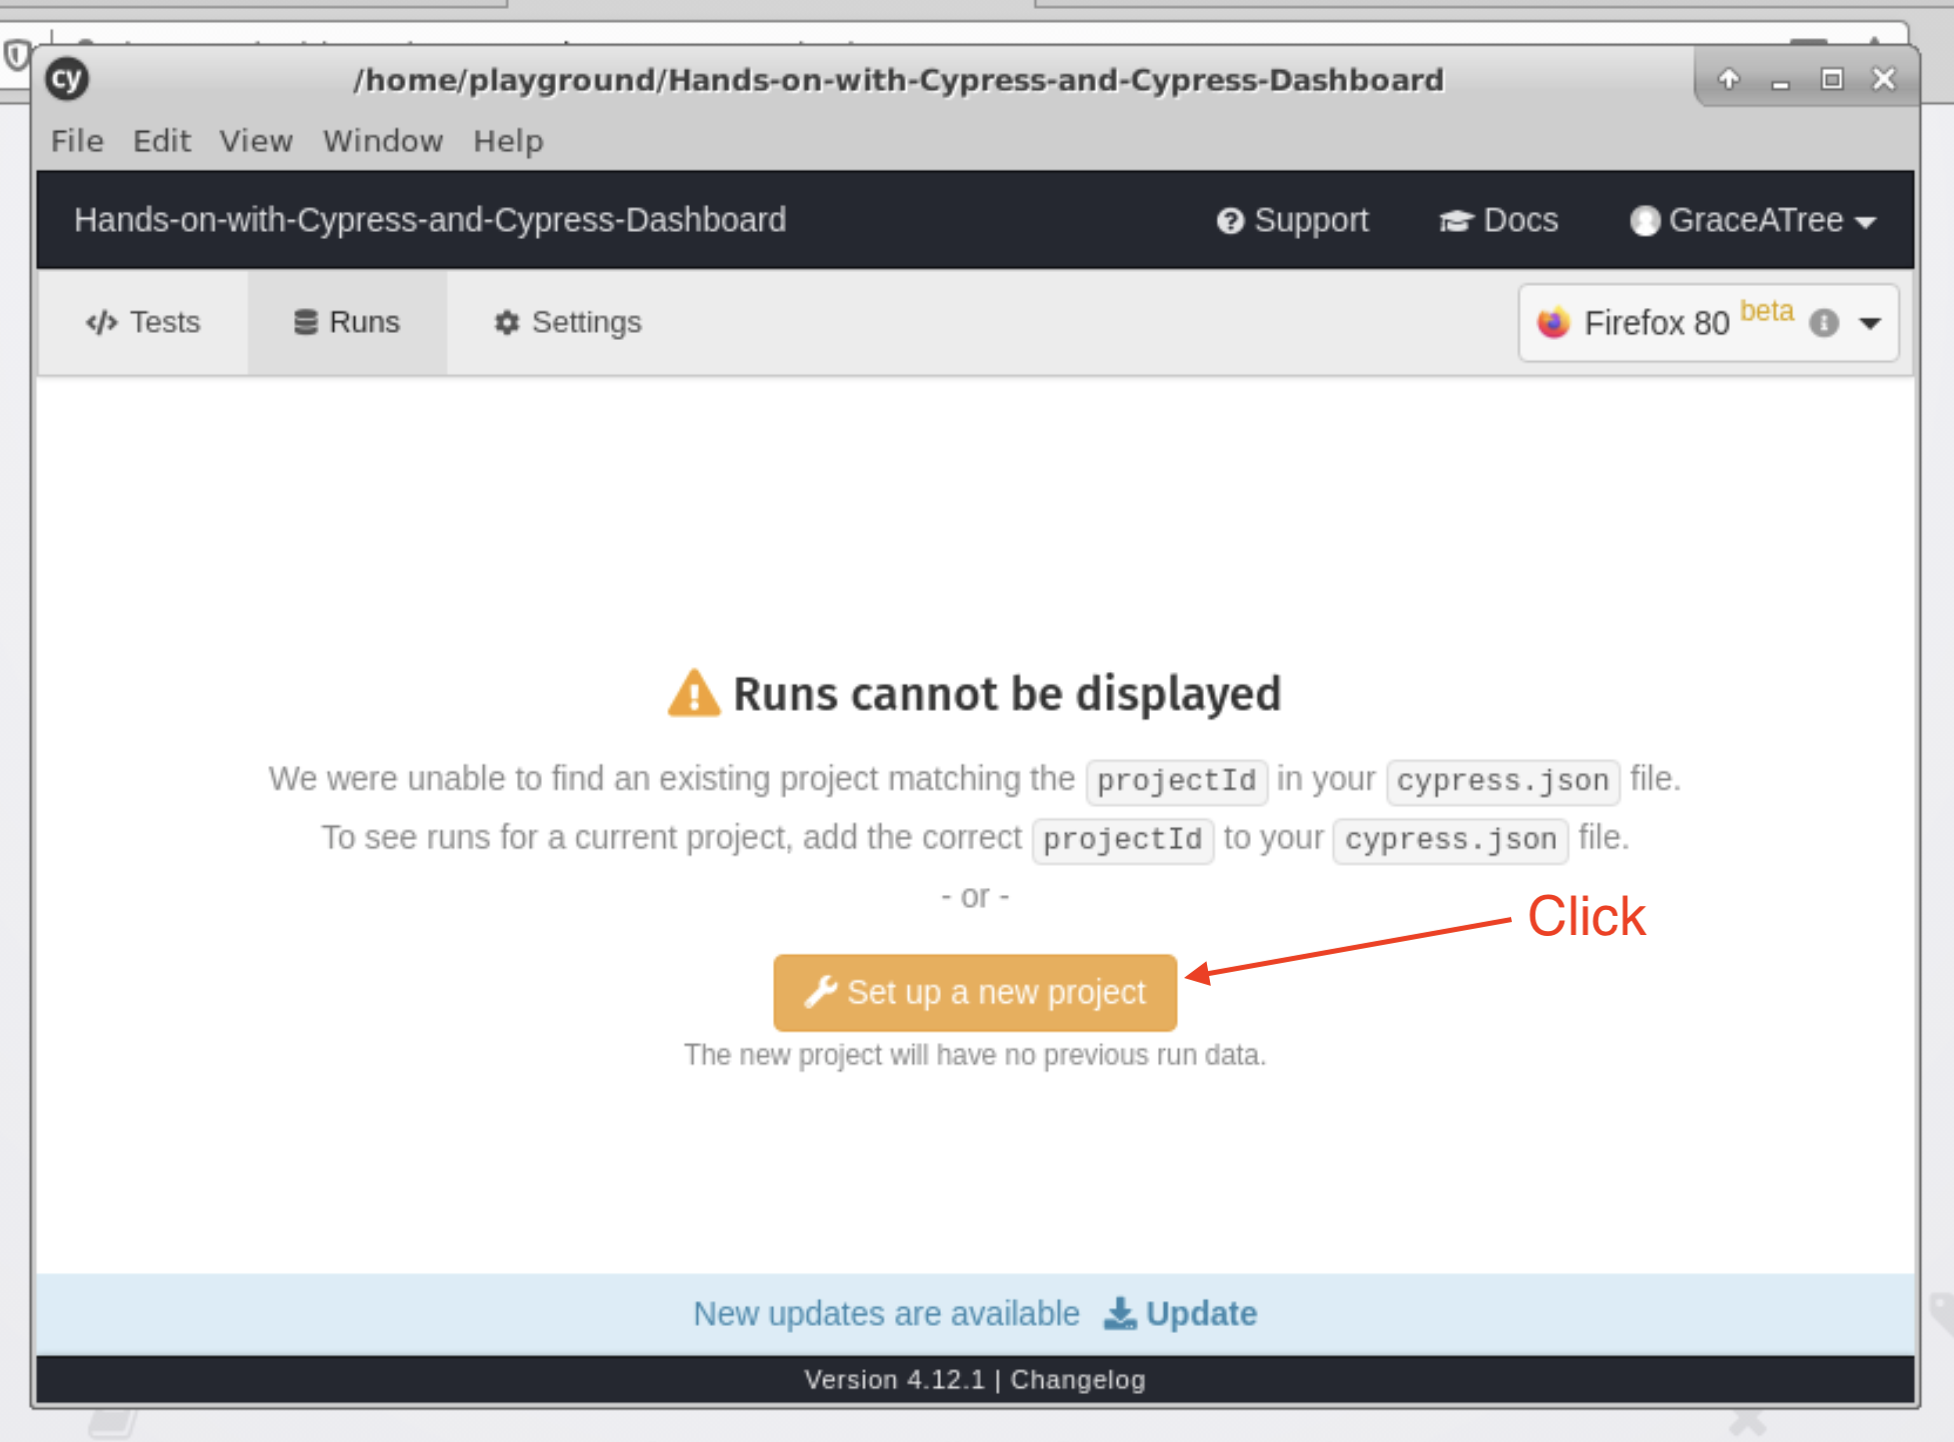 cy /home/playground/Hands-on-with-Cypress-and-Cypress-Dashboard
File Edit View Window Help
Hands-on-with-Cypress-and-Cypress-Dashboard Support Docs GraceATree
Tests Runs Settings Firefox 80 beta
Runs cannot be displayed
We were unable to find an existing project matching the projectId in your cypress.json file.
To see runs for a current project, add the correct projectId to your cypress.json file.
- or -
Click
Set up a new project
The new project will have no previous run data.
New updates are available Update
Version 4.12.1 | Changelog